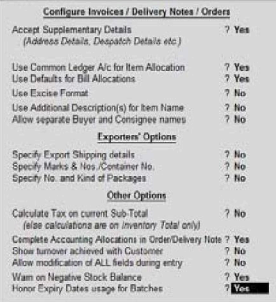 Configure Invoices / Delivery Notes / Orders
Accept Supplementary Details ? Yes
(Address Details, Despatch Details etc.)
Use Common Ledger A/c for Item Allocation ? Yes
Use Defaults for Bill Allocations ? Yes
Use Excise Format ? No
Use Additional Description(s) for Item Name ? No
Allow separate Buyer and Consignee names ? No
Exporters' Options
Specify Export Shipping details ? No
Specify Marks & Nos./Container No. ? No
Specify No. and Kind of Packages ? No
Other Options
Calculate Tax on current Sub-Total ? No
(else calculations are on inventory Total only)
Complete Accounting Allocations in Order/Delivery Note ? Yes
Show turnover achieved with Customer ? No
Allow modification of ALL fields during entry ? No
Warn on Negative Stock Balance ? Yes
Honor Expiry Dates usage for Batches ? Yes